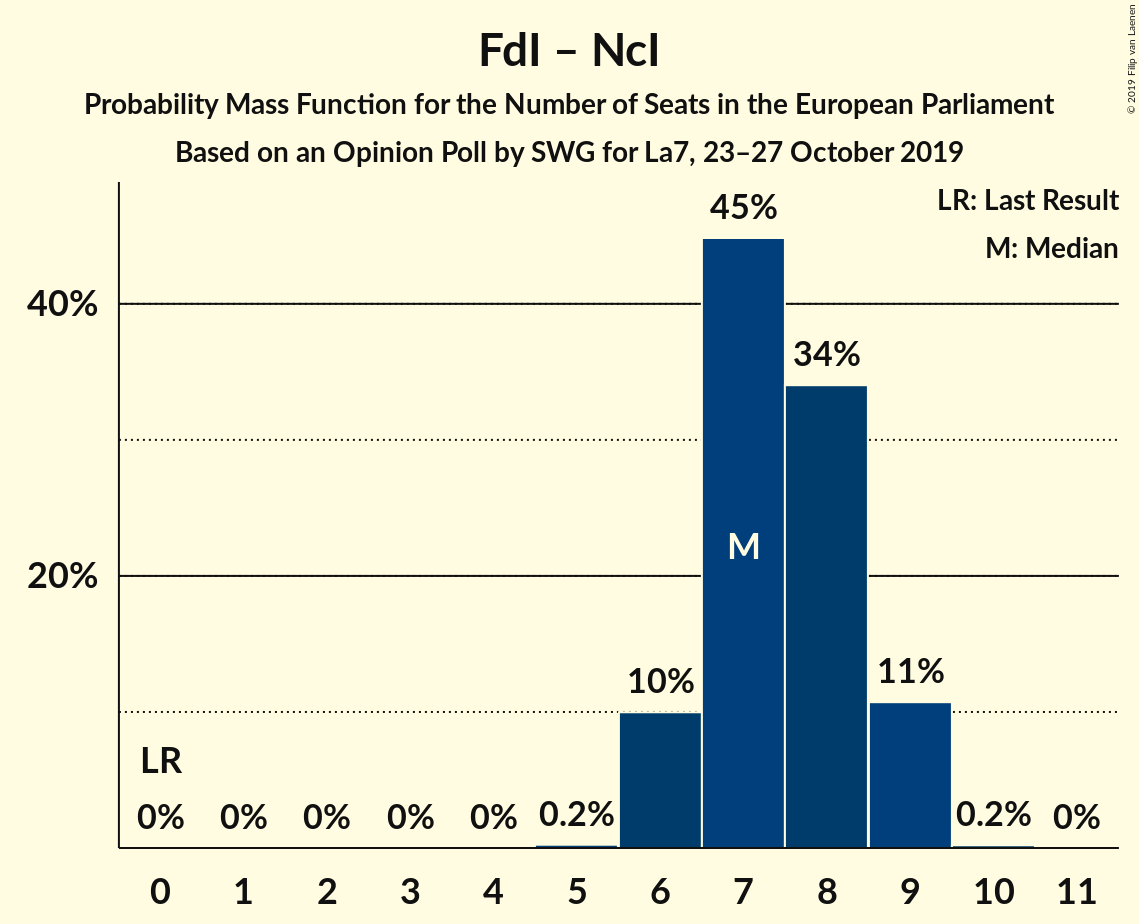 FdI – NcI
Probability Mass Function for the Number of Seats in the European Parliament
Based on an Opinion Poll by SWG for La7, 23–27 October 2019
© 2019 Filip van Laenen
LR: Last Result
M: Median
45%
40%
34%
M
20%
11%
10%
LR
0% 0% 0% 0% 0% 0.2% 0.2% 0%
0 1 2 3 4 5 6 7 8 9 10 11